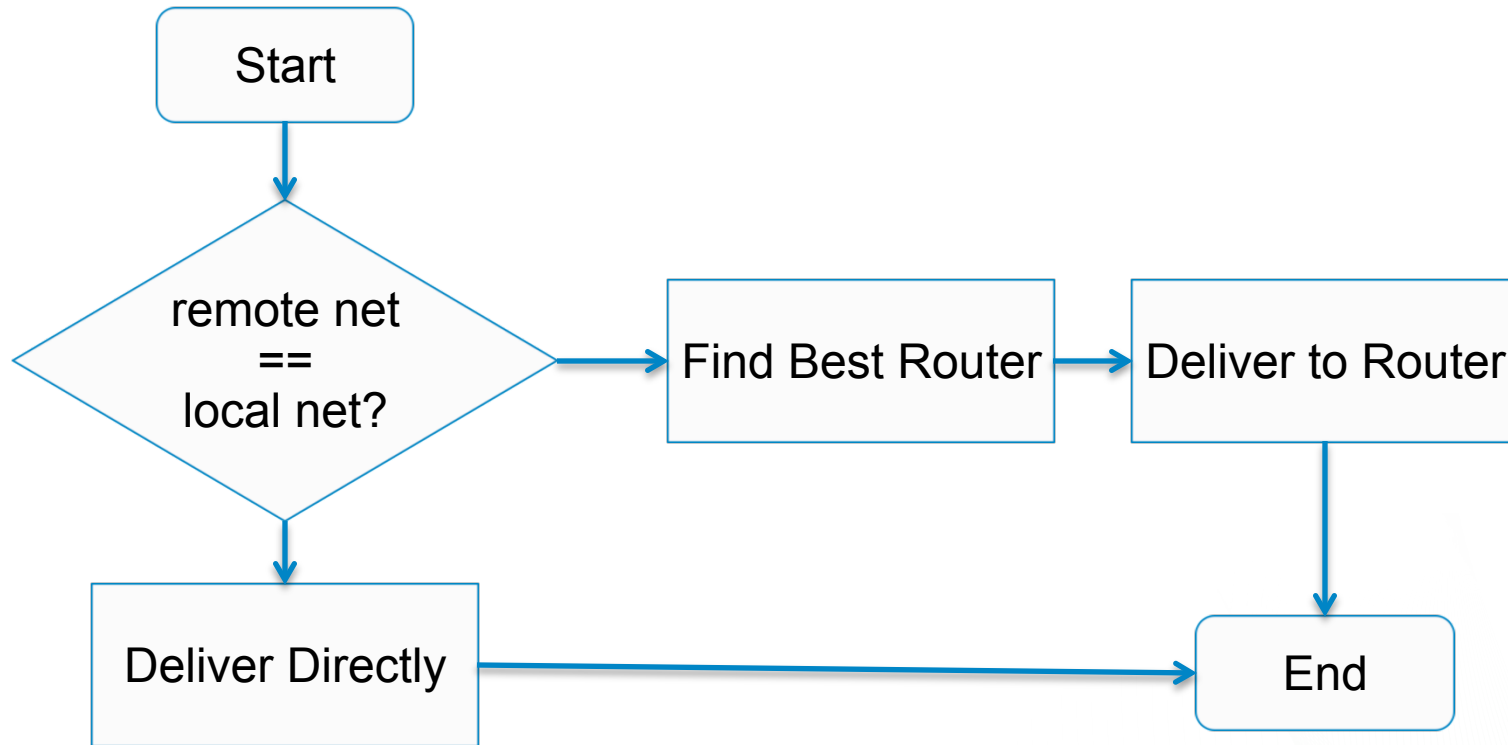 Start
remote net
==
local net?
Find Best Router
Deliver to Router
Deliver Directly
End